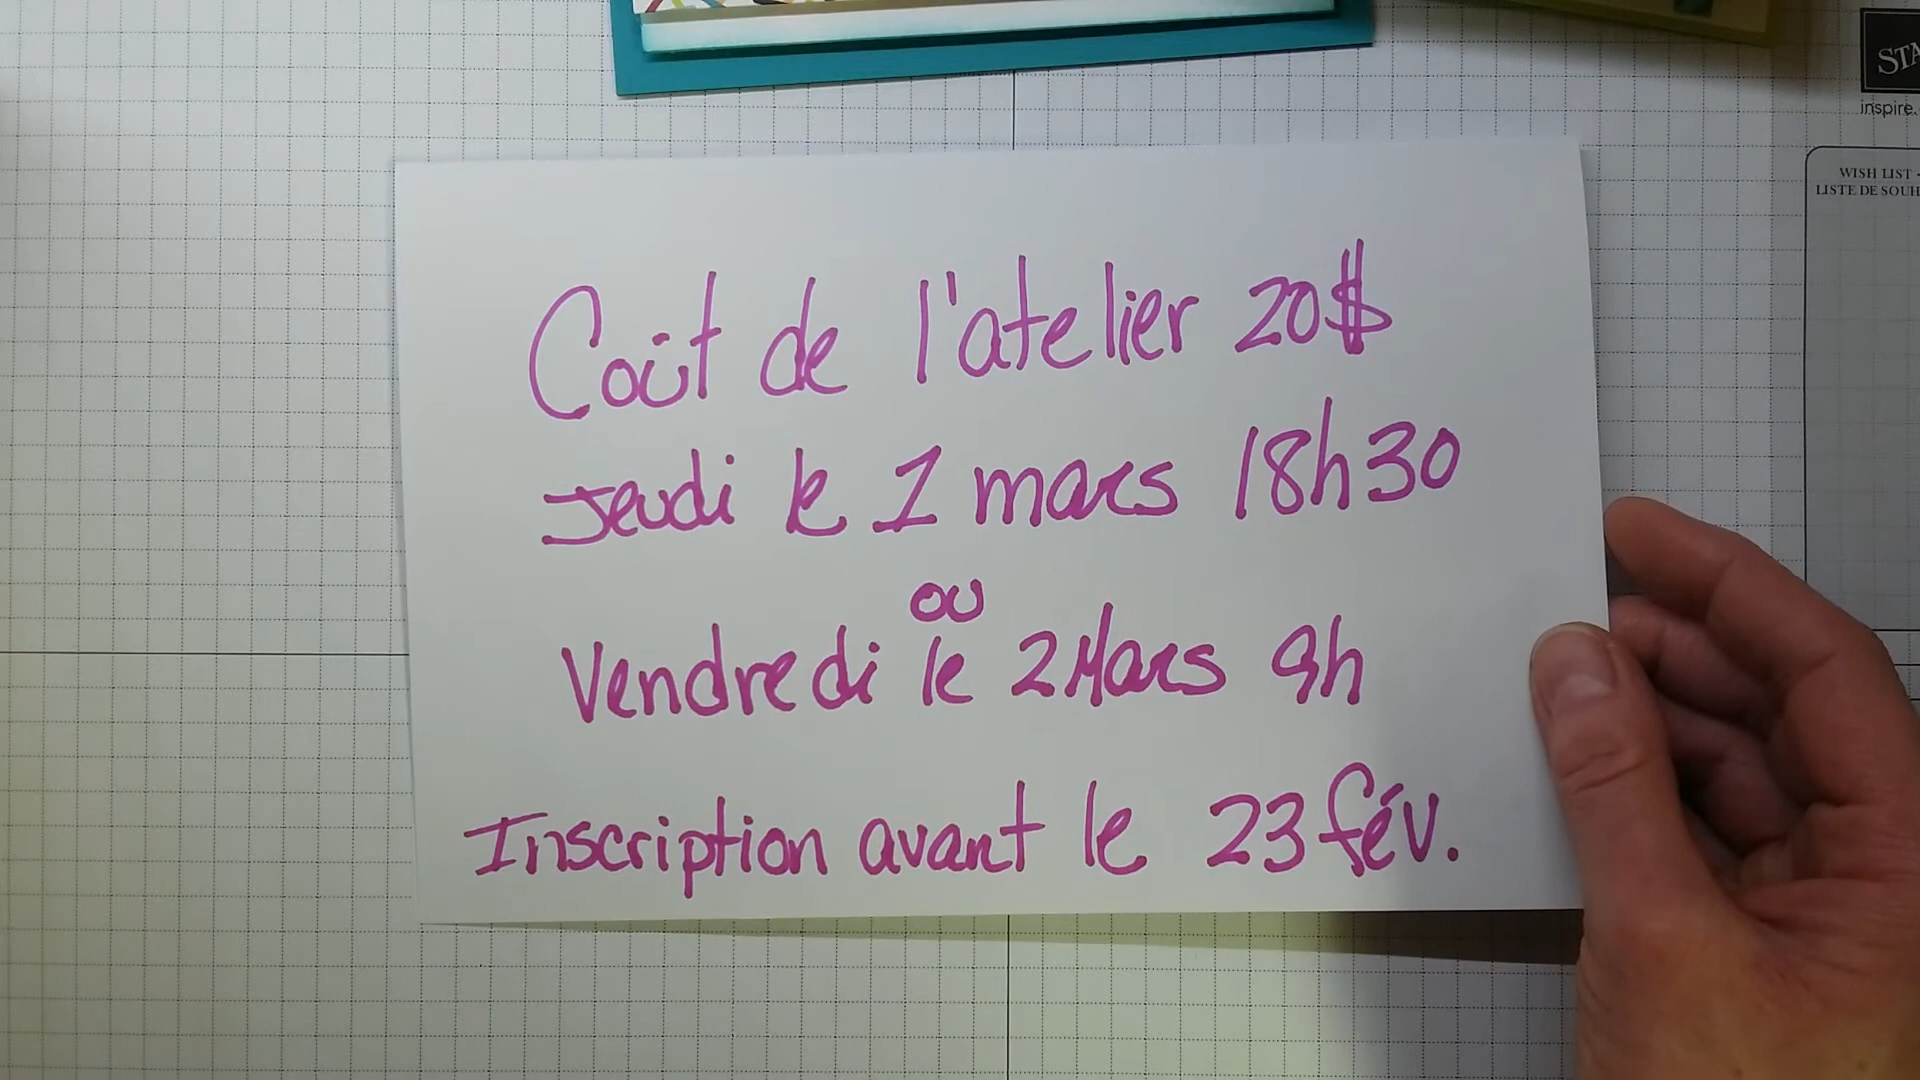 STA
inspire.
WISH LIST -
LISTE DE SOUH
Coût de l'atelier 20$
Jeudi le 1 mars 18h30
ou
Vendredi le 2 Mars 9h
Inscription avant le 23 fév.